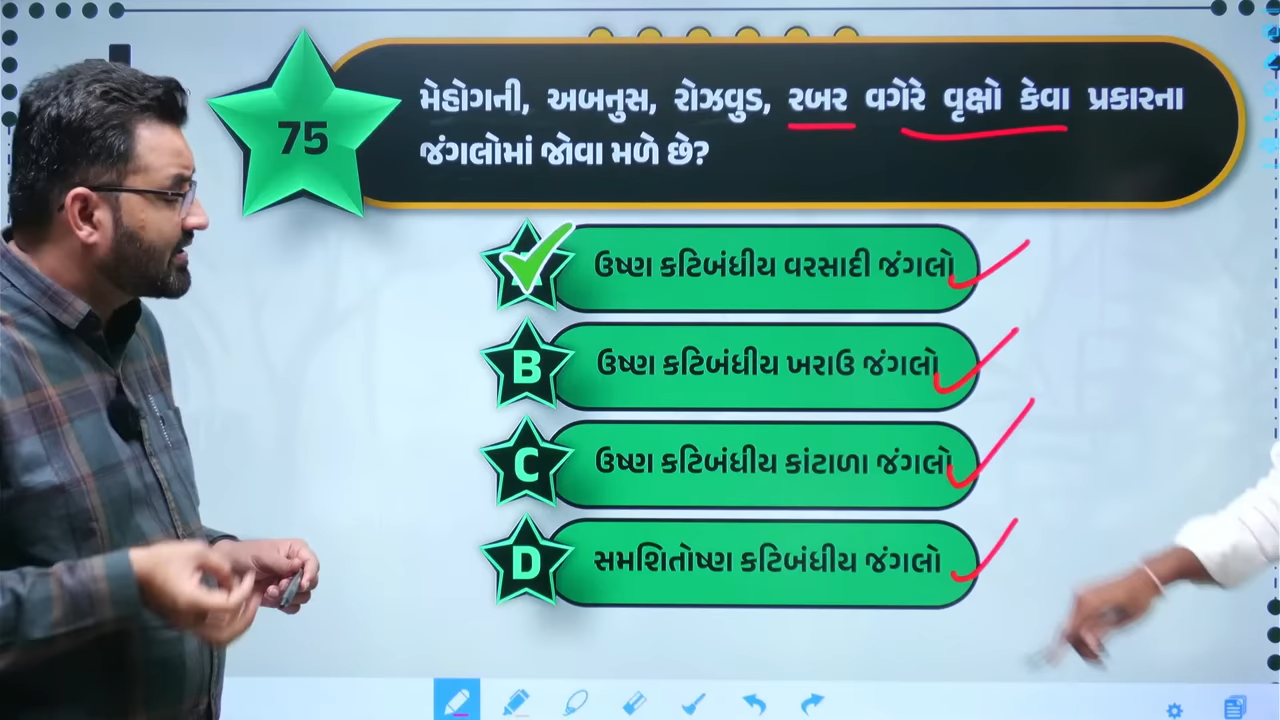 75
મેહોગની, અબનુસ, રોઝવુડ, રબર વગેરે વૃક્ષો કેવા પ્રકારના
જંગલોમાં જોવા મળે છે?
ઉષ્ણ કટિબંધીય વરસાદી જંગલો
B ઉષ્ણ કટિબંધીય ખરાઉ જંગલો
C ઉષ્ણ કટિબંધીય કાંટાળા જંગલો
D સમશિતોષ્ણ કટિબંધીય જંગલો